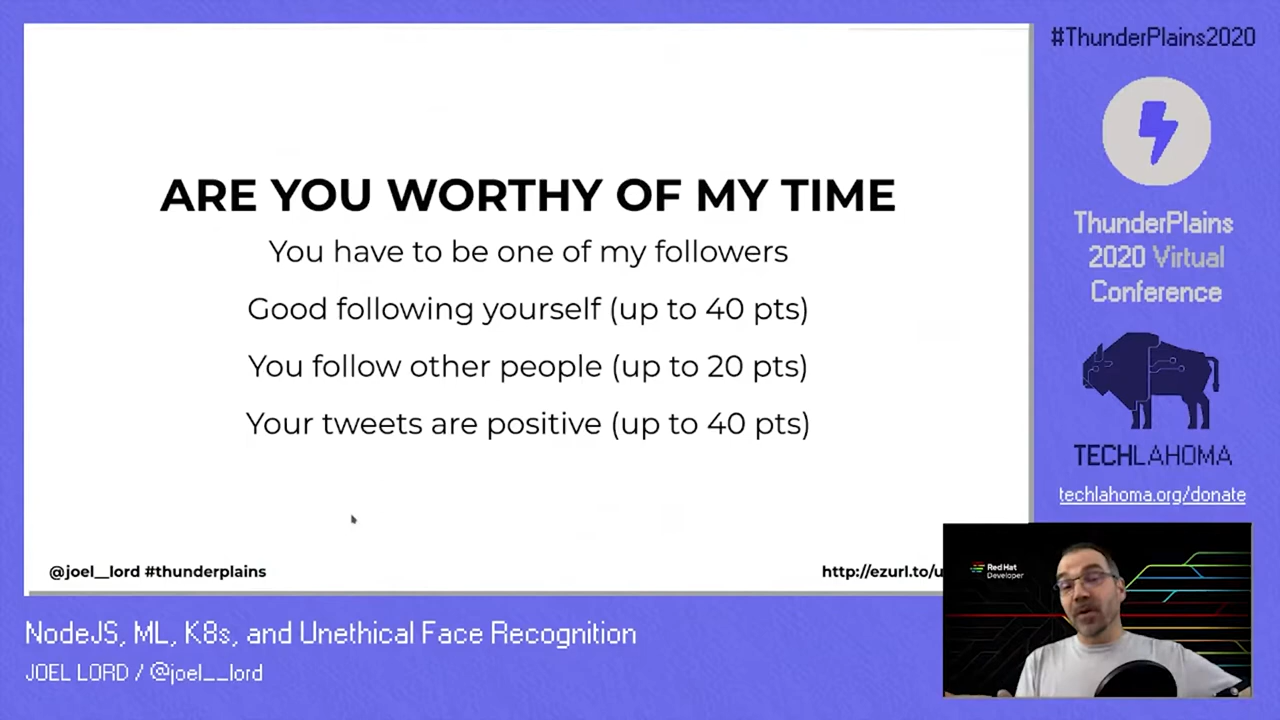 ARE YOU WORTHY OF MY TIME
You have to be one of my followers
Good following yourself (up to 40 pts)
You follow other people (up to 20 pts)
Your tweets are positive (up to 40 pts)
@joel__lord #thunderplains
http://ezurl.to/u
#ThunderPlains2020
ThunderPlains
2020 Virtual
Conference
TECHLAHOMA
techlahoma.org/donate
Red Hat
Developer
NodeJS, ML, K8s, and Unethical Face Recognition
JOEL LORD / @joel__lord